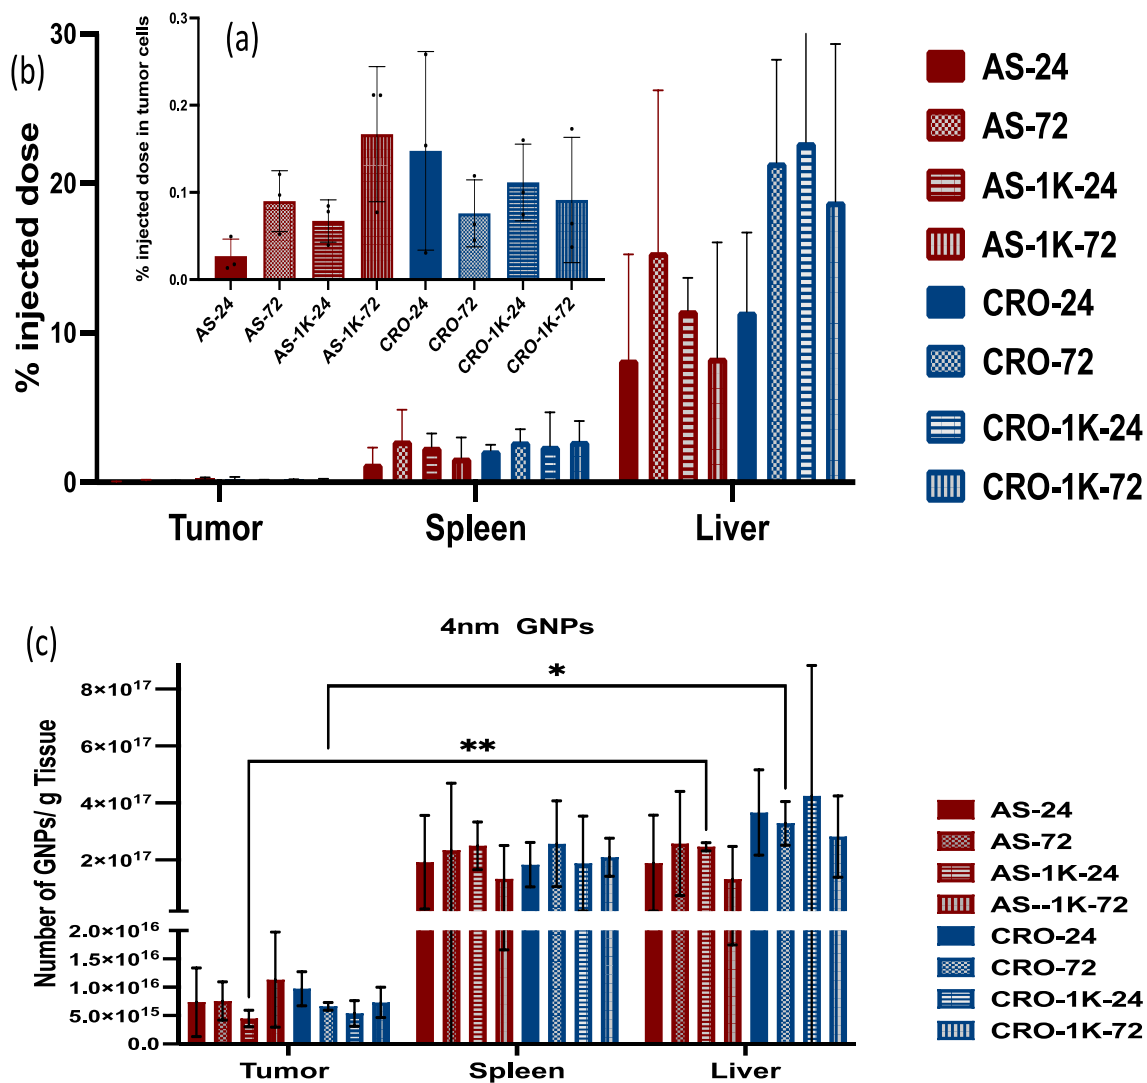 (b)
% injected dose
30
20
10
0
(a)
% injected dose in tumor cells
0.3
0.2
0.1
0.0
AS-24
AS-72
AS-1K-24
AS-1K-72
CRO-24
CRO-72
CRO-1K-24
CRO-1K-72
Tumor
Spleen
Liver
AS-24
AS-72
AS-1K-24
AS-1K-72
CRO-24
CRO-72
CRO-1K-24
CRO-1K-72
(c)
4nm GNPs
Number of GNPs/ g Tissue
8×10¹⁷
6×10¹⁷
4×10¹⁷
2×10¹⁷
2.0×10¹⁶
1.5×10¹⁶
1.0×10¹⁶
5.0×10¹⁵
0.0
*
**
Tumor
Spleen
Liver
AS-24
AS-72
AS-1K-24
AS--1K-72
CRO-24
CRO-72
CRO-1K-24
CRO-1K-72